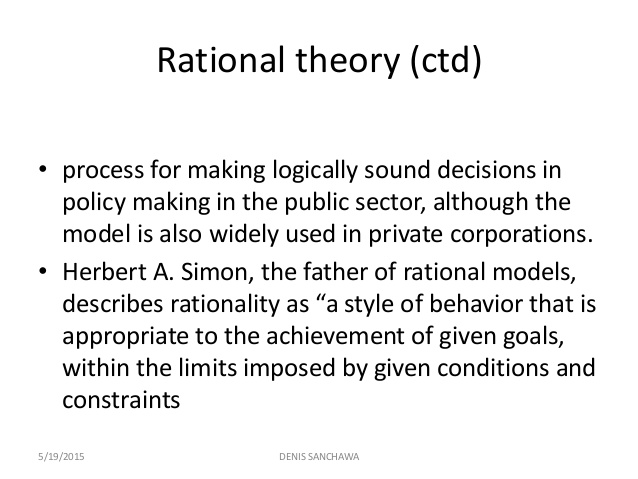 Rational theory (ctd)
• process for making logically sound decisions in
policy making in the public sector, although the
model is also widely used in private corporations.
• Herbert A. Simon, the father of rational models,
describes rationality as “a style of behavior that is
appropriate to the achievement of given goals,
within the limits imposed by given conditions and
constraints
5/19/2015
DENIS SANCHAWA